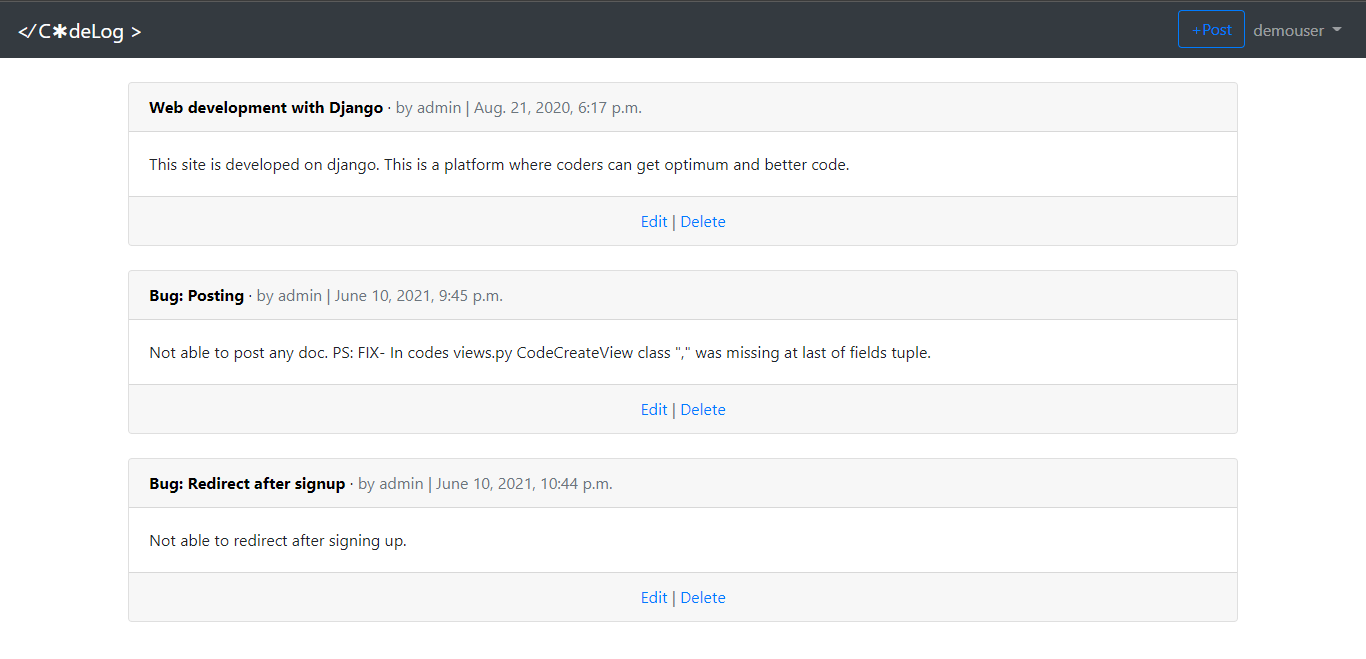 </C✱deLog >
+Post
demouser
Web development with Django · by admin | Aug. 21, 2020, 6:17 p.m.
This site is developed on django. This is a platform where coders can get optimum and better code.
Edit | Delete
Bug: Posting · by admin | June 10, 2021, 9:45 p.m.
Not able to post any doc. PS: FIX- In codes views.py CodeCreateView class "," was missing at last of fields tuple.
Edit | Delete
Bug: Redirect after signup · by admin | June 10, 2021, 10:44 p.m.
Not able to redirect after signing up.
Edit | Delete